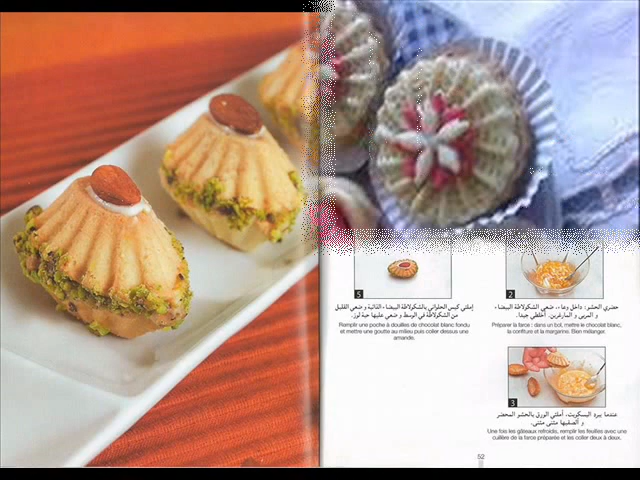 5
إملئي كيس الحلواني بالشكولاطة البيضاء الذائبة و ضعي القليل
من الشكولاطة في الوسط و ضعي عليها حبة لوز.
Remplir une poche à douilles de chocolat blanc fondu
et mettre une goutte au milieu puis coller dessus une
amande.
2
حضري الحشو: داخل وعاء، ضعي الشكولاطة البيضاء
و المربى و المارغرين. أخلطي جيدا.
Préparer la farce : dans un bol, mettre le chocolat blanc,
la confiture et la margarine. Bien mélanger.
3
عندما يبرد البسكويت، أملئي الورق بالحشو المحضر
و ألصقيها مثنى مثنى.
Une fois les gâteaux refroidis, remplir les feuilles avec une
cuillère de la farce préparée et les coller deux à deux.
52